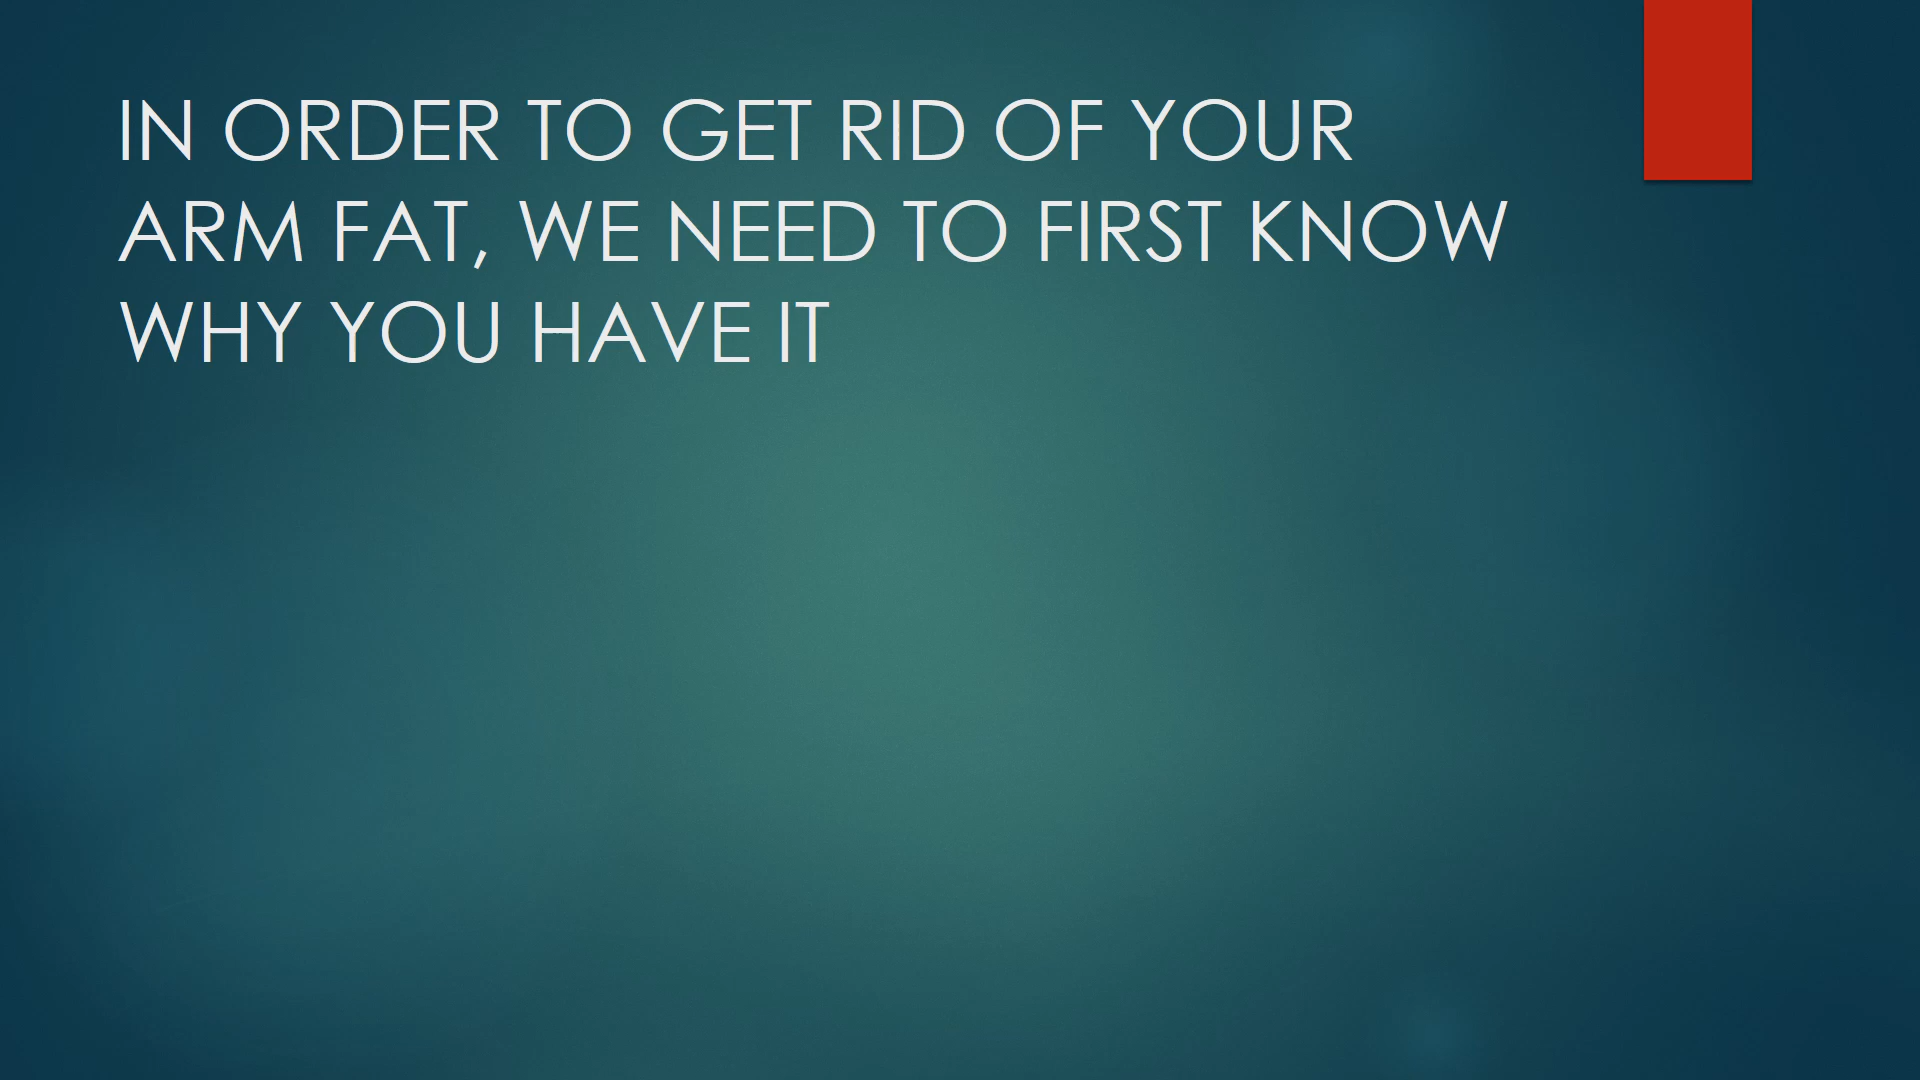 IN ORDER TO GET RID OF YOUR
ARM FAT, WE NEED TO FIRST KNOW
WHY YOU HAVE IT